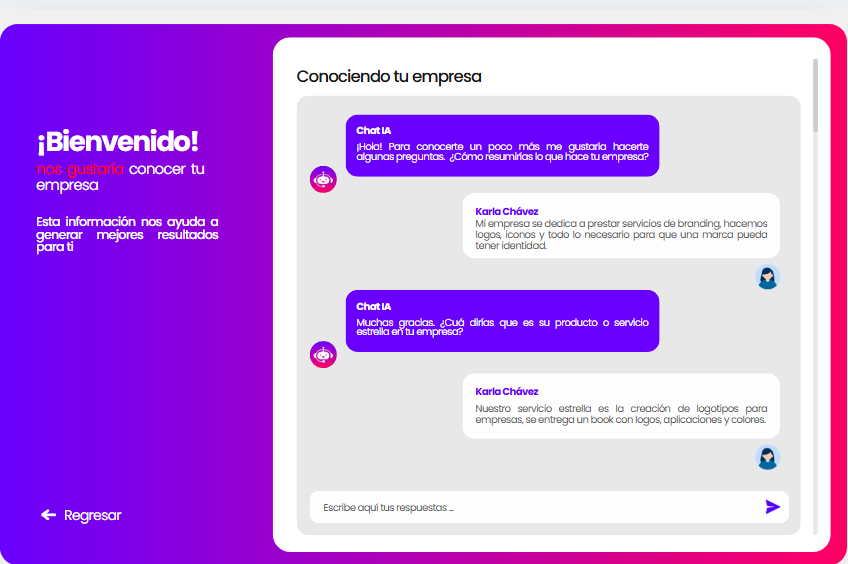 ¡Bienvenido!
nos gustaría conocer tu
empresa
Esta información nos ayuda a
generar mejores resultados
para ti
Regresar
Conociendo tu empresa
Chat IA
¡Hola! Para conocerte un poco más me gustaría hacerte
algunas preguntas. ¿Cómo resumirías lo que hace tu empresa?
Karla Chávez
Mi empresa se dedica a prestar servicios de branding, hacemos
logos, iconos y todo lo necesario para que una marca pueda
tener identidad.
Chat IA
Muchas gracias. ¿Cuá dirías que es su producto o servicio
estrella en tu empresa?
Karla Chávez
Nuestro servicio estrella es la creación de logotipos para
empresas, se entrega un book con logos, aplicaciones y colores.
Escribe aquí tus respuestas ...